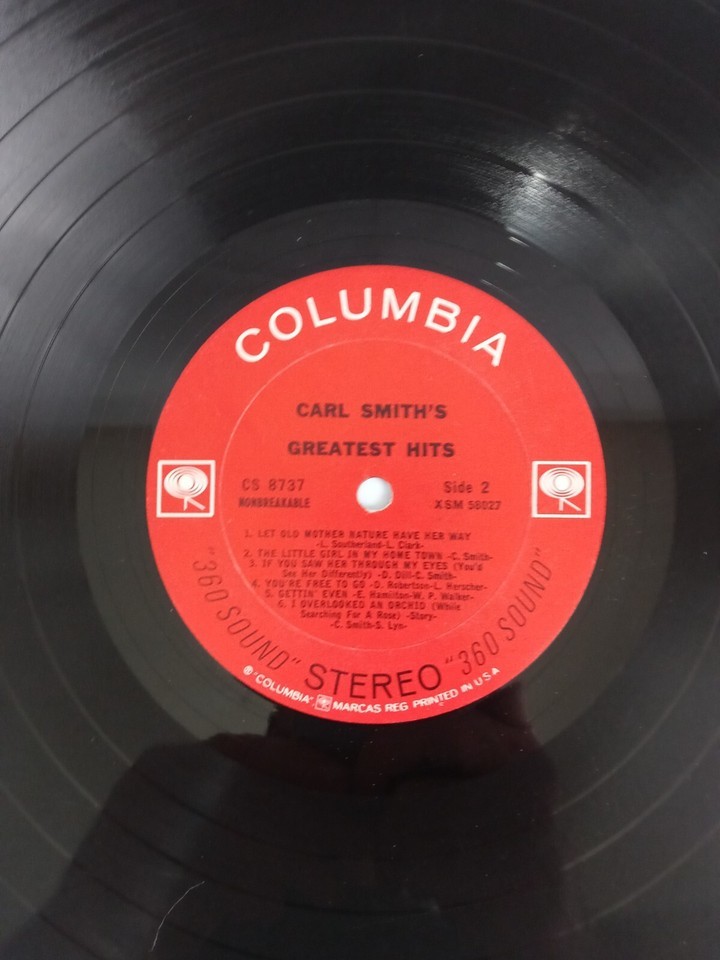 COLUMBIA
CARL SMITH'S
GREATEST HITS
CS 8737
NONBREAKABLE
Side 2
XSM 58027
1. LET OLD MOTHER NATURE HAVE HER WAY
-L. Southerland-L. Clark-
2. THE LITTLE GIRL IN MY HOME TOWN -C. Smith-
3. IF YOU SAW HER THROUGH MY EYES (You'd
See Her Differently) -D. Dill-C. Smith-
4. YOU'RE FREE TO GO -D. Robertson-L. Herscher-
5. GETTIN' EVEN -E. Hamilton-W. P. Walker-
6. I OVERLOOKED AN ORCHID (While
Searching For A Rose) -Story-
-C. Smith-S. Lyn-
"360 SOUND" STEREO "360 SOUND"
® "COLUMBIA", MARCAS REG PRINTED IN U S A